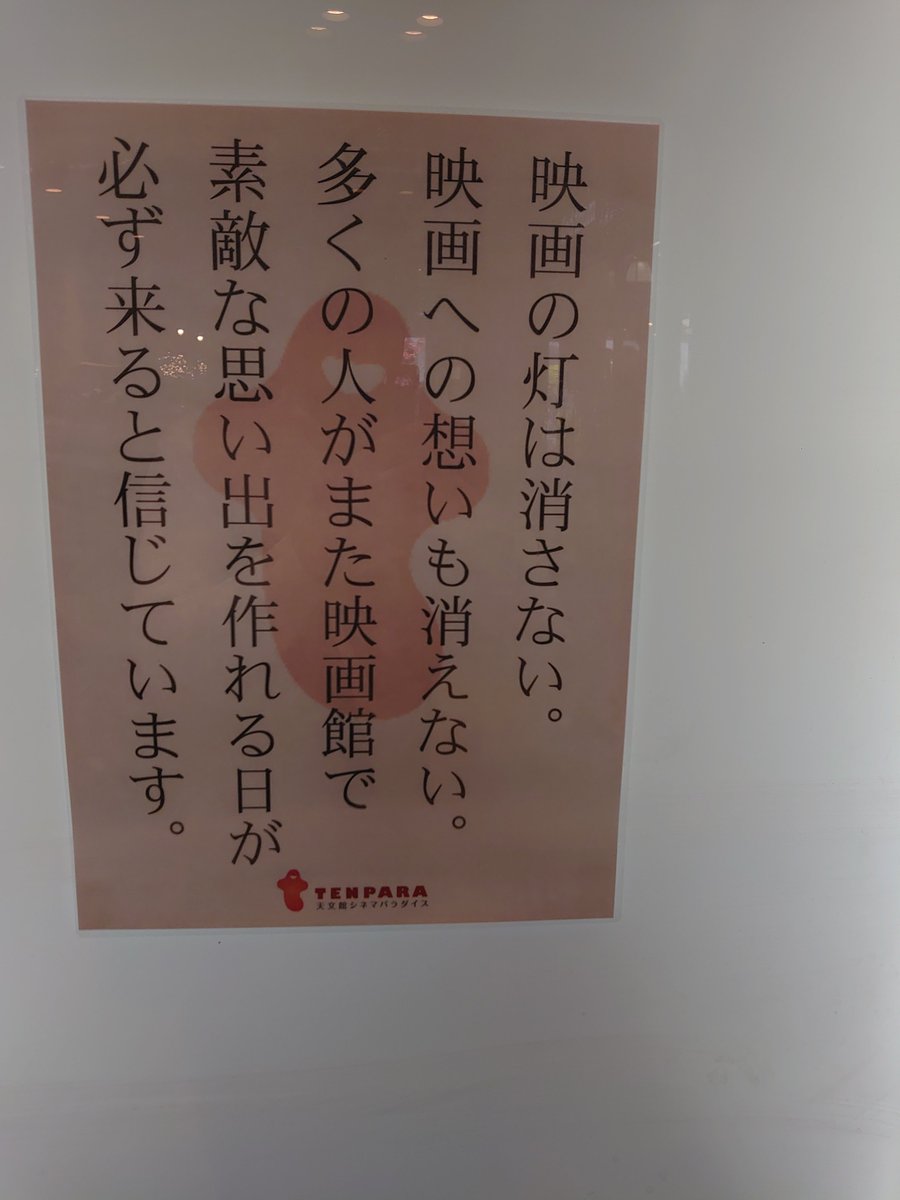 映画の灯は消さない。
映画への想いも消えない。
多くの人がまた映画館で
素敵な思い出を作れる日が
必ず来ると信じています。
TENPARA
天文館シネマパラダイス